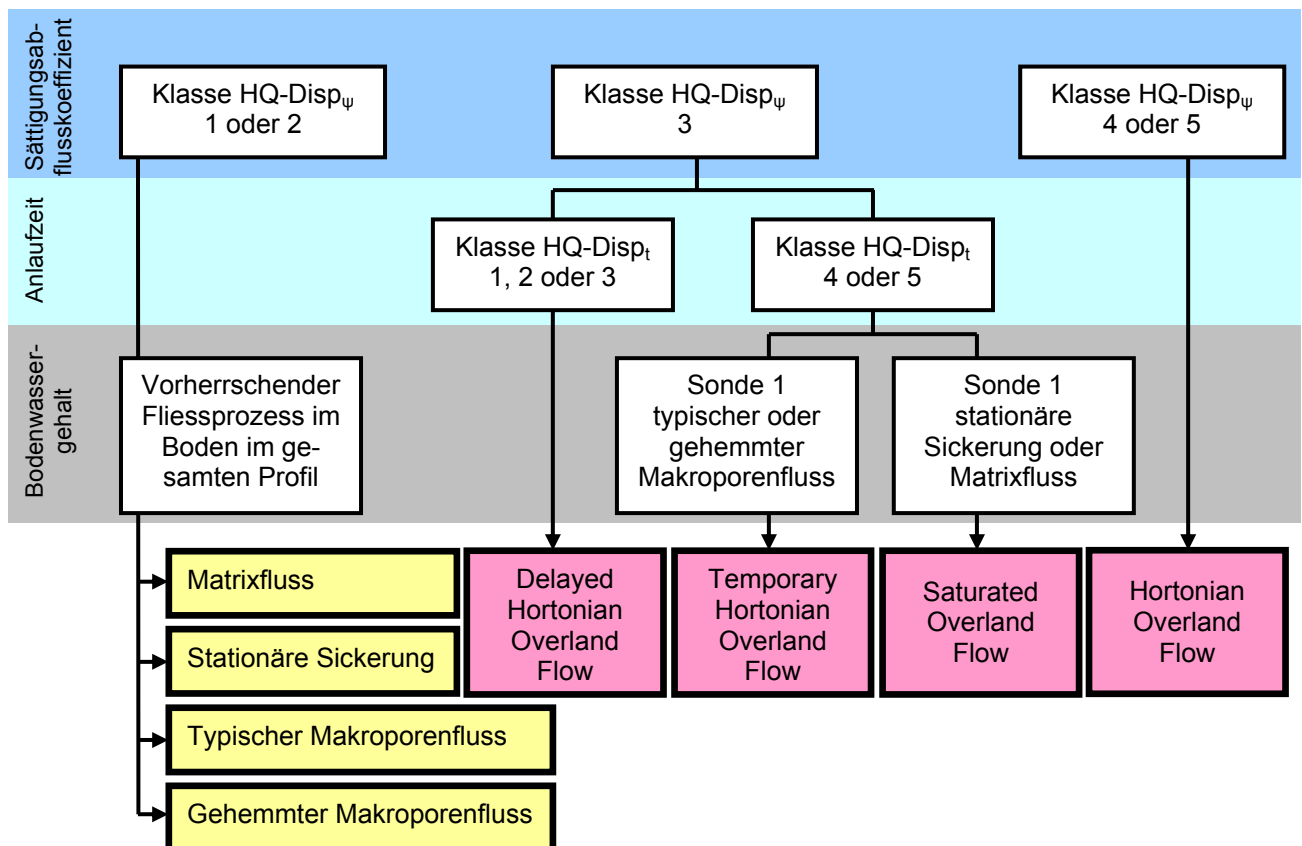 Sättigungsab-
flusskoeffizient
Klasse HQ-Dispψ
1 oder 2
Klasse HQ-Dispψ
3
Klasse HQ-Dispψ
4 oder 5
Anlaufzeit
Klasse HQ-Dispt
1, 2 oder 3
Klasse HQ-Dispt
4 oder 5
Bodenwasser-
gehalt
Vorherrschender
Fliessprozess im
Boden im ge-
samten Profil
Sonde 1
typischer oder
gehemmter
Makroporenfluss
Sonde 1
stationäre
Sickerung oder
Matrixfluss
Matrixfluss
Stationäre Sickerung
Typischer Makroporenfluss
Gehemmter Makroporenfluss
Delayed
Hortonian
Overland
Flow
Temporary
Hortonian
Overland
Flow
Saturated
Overland
Flow
Hortonian
Overland
Flow